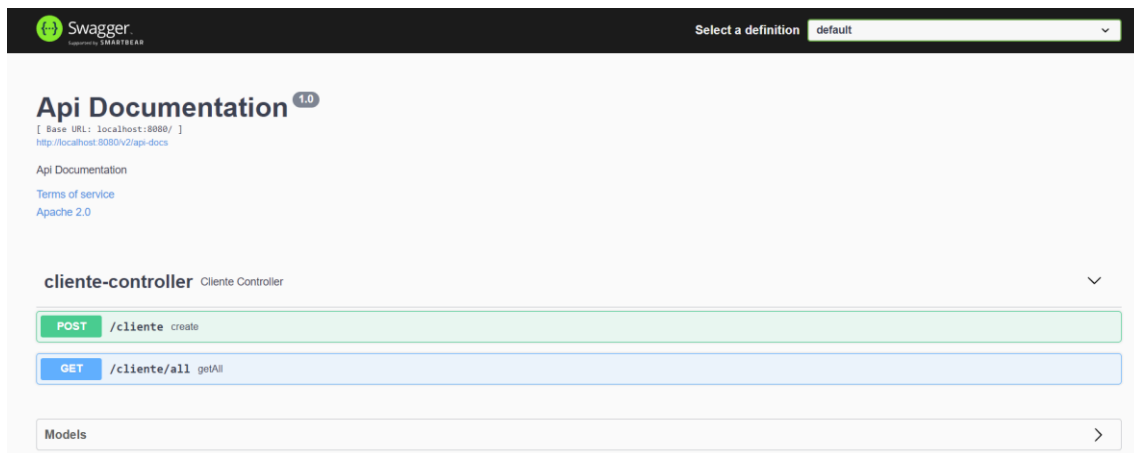 Swagger.
Supported by SMARTBEAR
Select a definition default
Api Documentation 1.0
[ Base URL: localhost:8080/ ]
http://localhost:8080/v2/api-docs
Api Documentation
Terms of service
Apache 2.0
cliente-controller Cliente Controller
POST /cliente create
GET /cliente/all getAll
Models